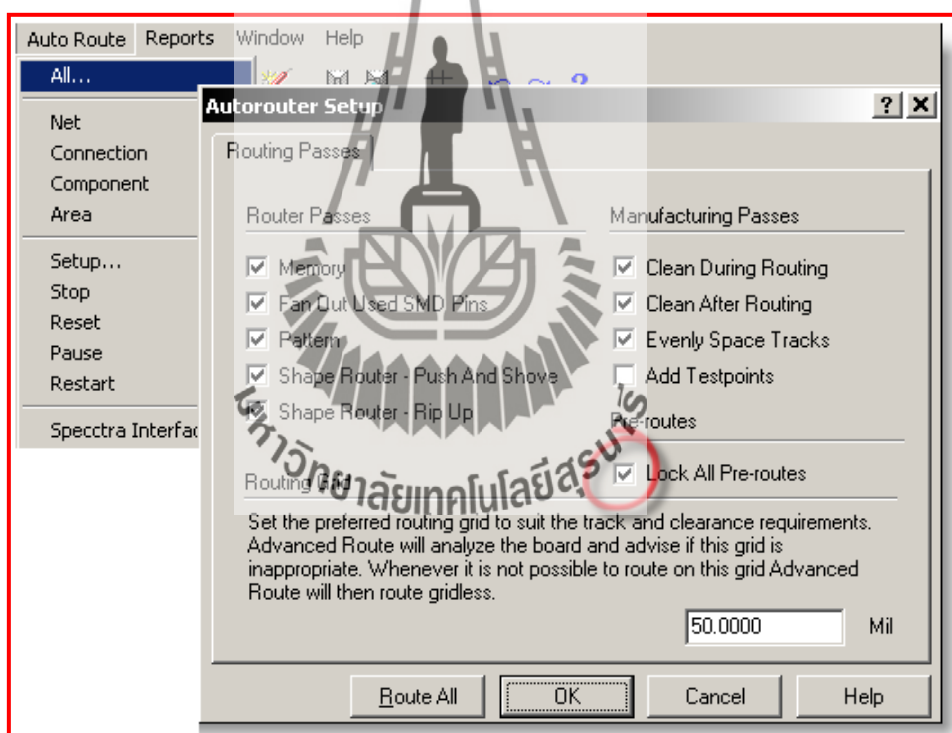 Auto Route Reports Window Help
All...
Net
Connection
Component
Area
Setup...
Stop
Reset
Pause
Restart
Specctra Interfac
Autorouter Setup
Routing Passes
Router Passes
Memory
Fan Out Used SMD Pins
Pattern
Shape Router - Push And Shove
Shape Router - Rip Up
Manufacturing Passes
Clean During Routing
Clean After Routing
Evenly Space Tracks
Add Testpoints
Pre-routes
Lock All Pre-routes
Routing Grid
Set the preferred routing grid to suit the track and clearance requirements.
Advanced Route will analyze the board and advise if this grid is
inappropriate. Whenever it is not possible to route on this grid Advanced
Route will then route gridless.
50.0000 Mil
Route All OK Cancel Help
มหาวิทยาลัยเทคโนโลยีสุรนารี